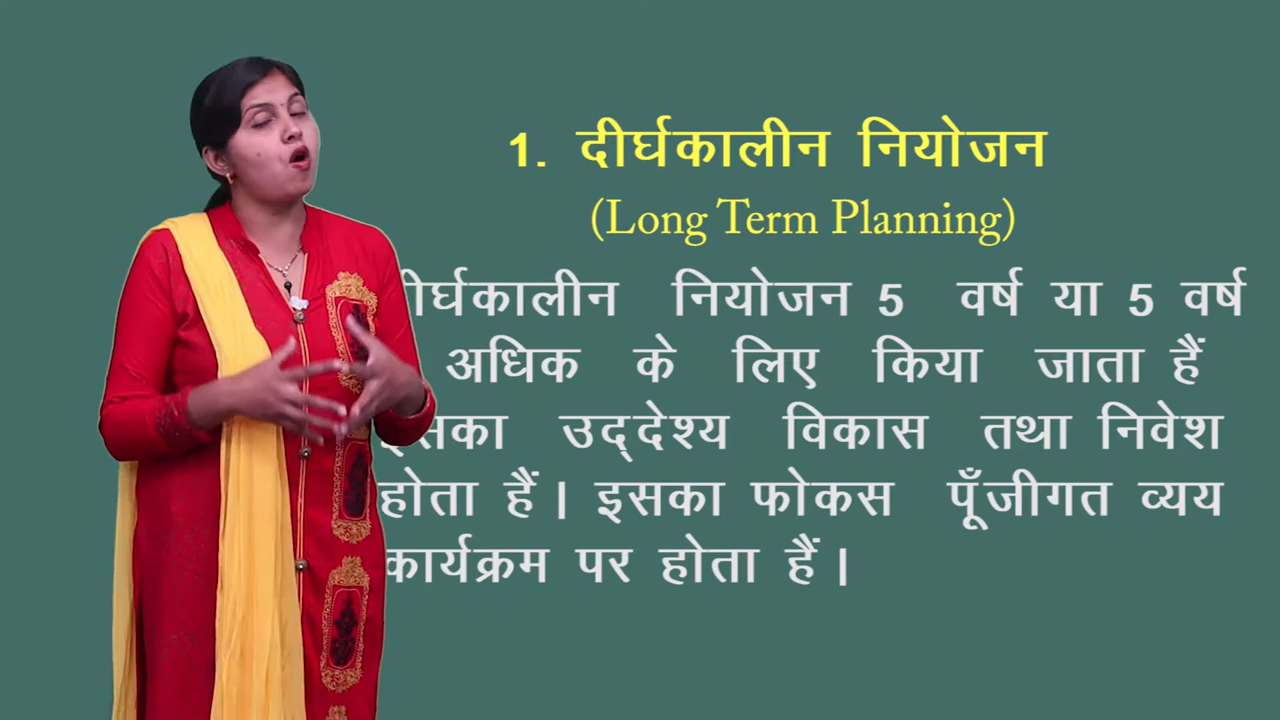 1. दीर्घकालीन नियोजन
(Long Term Planning)
नियोजन 5 वर्ष या 5 वर्ष
अधिक के लिए किया जाता हैं
इसका उद्देश्य विकास तथा निवेश
होता हैं। इसका फोकस पूँजीगत व्यय
कार्यक्रम पर होता हैं।